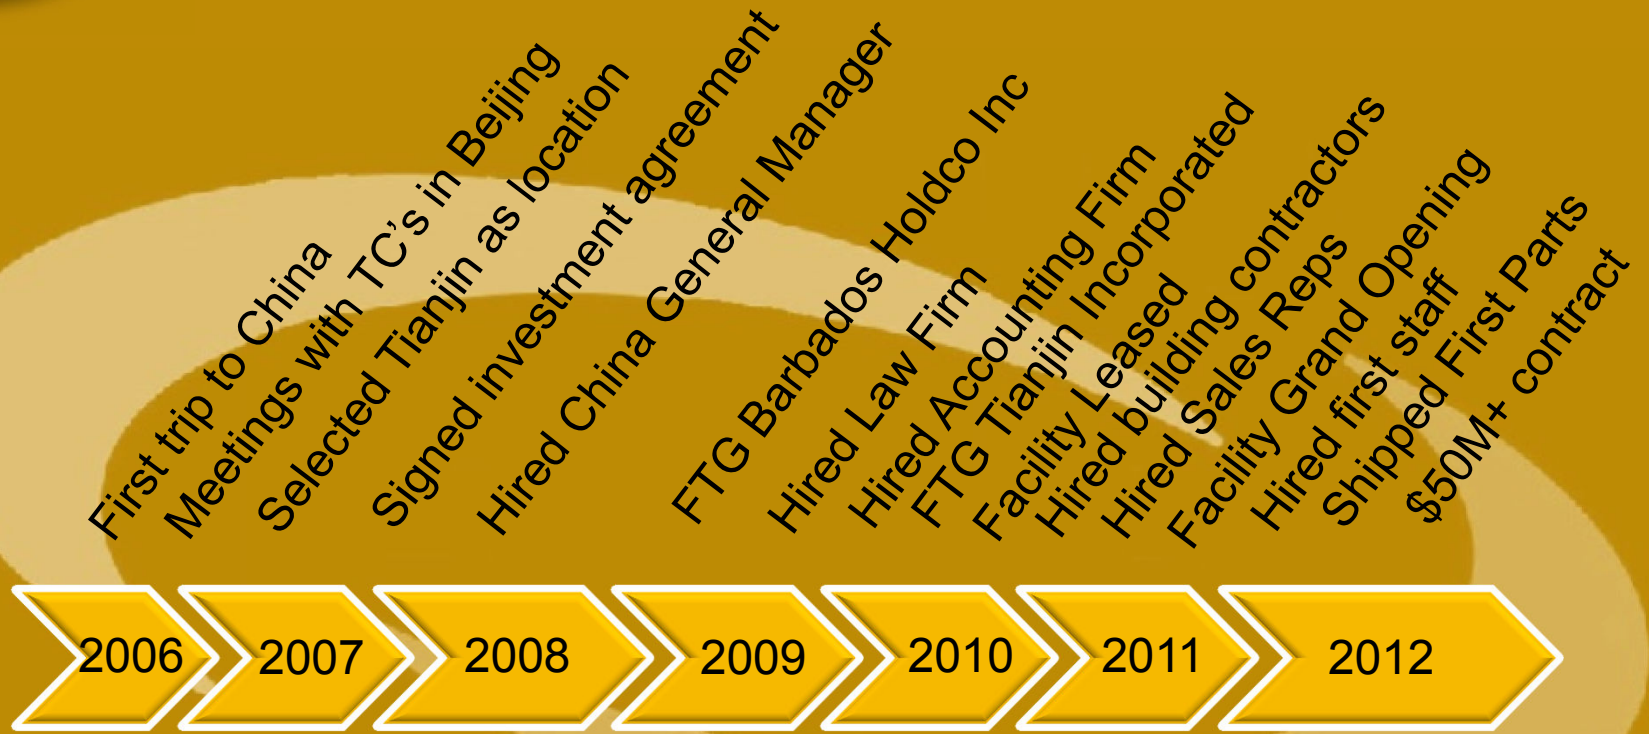 First trip to China
Meetings with TC’s in Beijing
Selected Tianjin as location
Signed investment agreement
Hired China General Manager
FTG Barbados Holdco Inc
Hired Law Firm
Hired Accounting Firm
FTG Tianjin Incorporated
Facility Leased
Hired building contractors
Hired Sales Reps
Facility Grand Opening
Hired first staff
Shipped First Parts
$50M+ contract
2006
2007
2008
2009
2010
2011
2012